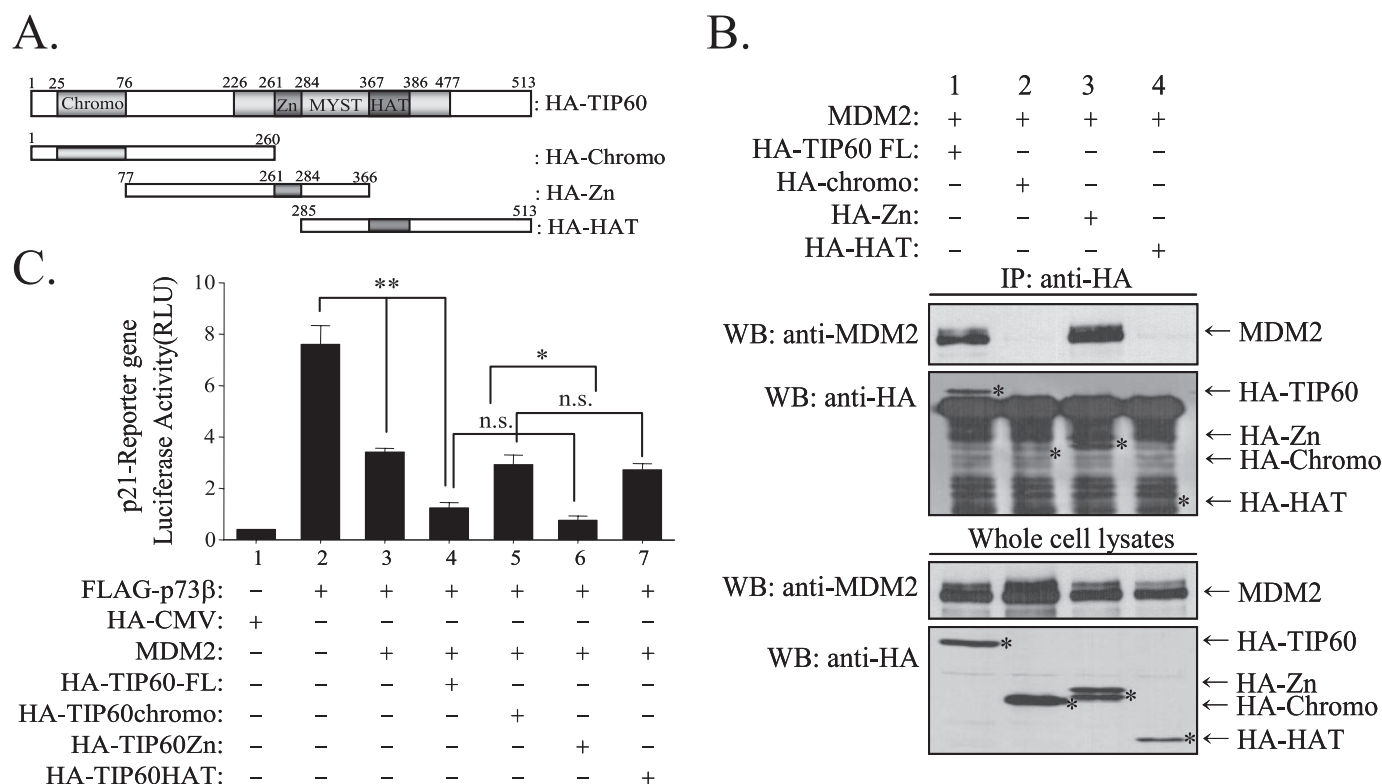 A.
1 25 76 226 261 284 367 386 477 513
Chromo Zn MYST HAT : HA-TIP60
1 260
: HA-Chromo
77 261 284 366
: HA-Zn
285 513
: HA-HAT
B.
1 2 3 4
MDM2: + + + +
HA-TIP60 FL: + – – –
HA-chromo: – + – –
HA-Zn: – – + –
HA-HAT: – – – +
IP: anti-HA
WB: anti-MDM2 ← MDM2
WB: anti-HA
* ← HA-TIP60
* ← HA-Zn
* ← HA-Chromo
* ← HA-HAT
Whole cell lysates
WB: anti-MDM2 ← MDM2
WB: anti-HA
* ← HA-TIP60
* ← HA-Zn
* ← HA-Chromo
* ← HA-HAT
C.
p21-Reporter gene
Luciferase Activity(RLU)
10
8
6
4
2
0
**
*
n.s.
n.s.
1 2 3 4 5 6 7
FLAG-p73β: – + + + + + +
HA-CMV: + – – – – – –
MDM2: – – + + + + +
HA-TIP60-FL: – – – + – – –
HA-TIP60chromo: – – – – + – –
HA-TIP60Zn: – – – – – + –
HA-TIP60HAT: – – – – – – +